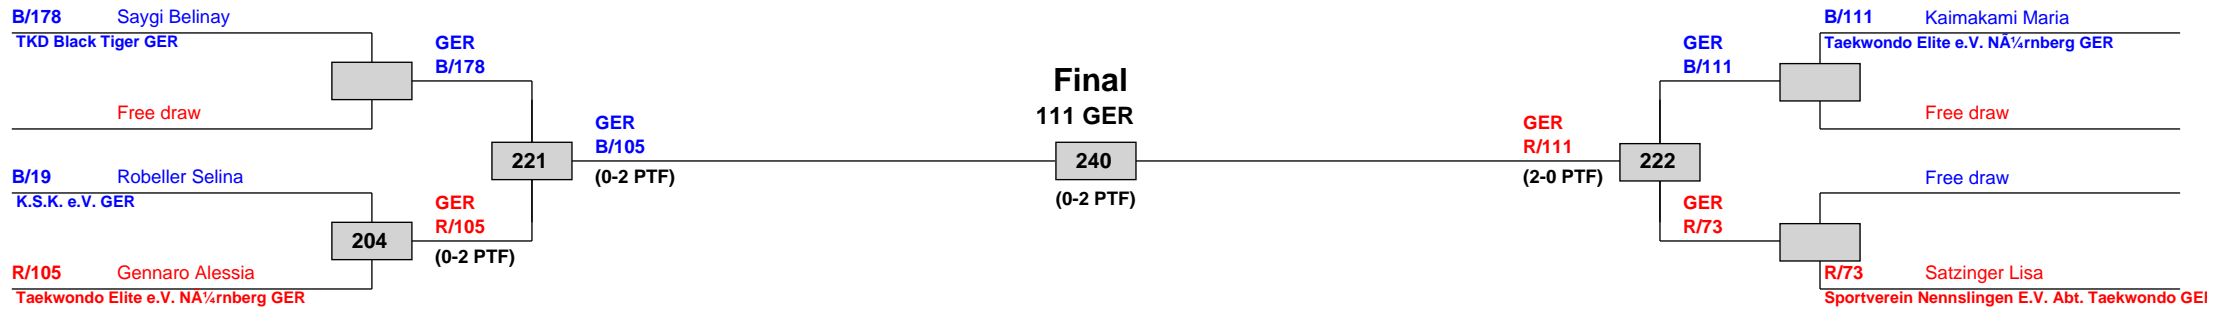 B/178 Saygi Belinay
TKD Black Tiger GER
GER
B/178
Free draw
B/19 Robeller Selina
K.S.K. e.V. GER
204
GER
R/105
(0-2 PTF)
R/105 Gennaro Alessia
Taekwondo Elite e.V. NÃ¼rnberg GER
221
GER
B/105
(0-2 PTF)
Final
111 GER
240
(0-2 PTF)
GER
R/111
(2-0 PTF)
222
GER
B/111
GER
R/73
B/111 Kaimakami Maria
Taekwondo Elite e.V. NÃ¼rnberg GER
Free draw
Free draw
R/73 Satzinger Lisa
Sportverein Nennslingen E.V. Abt. Taekwondo GEI